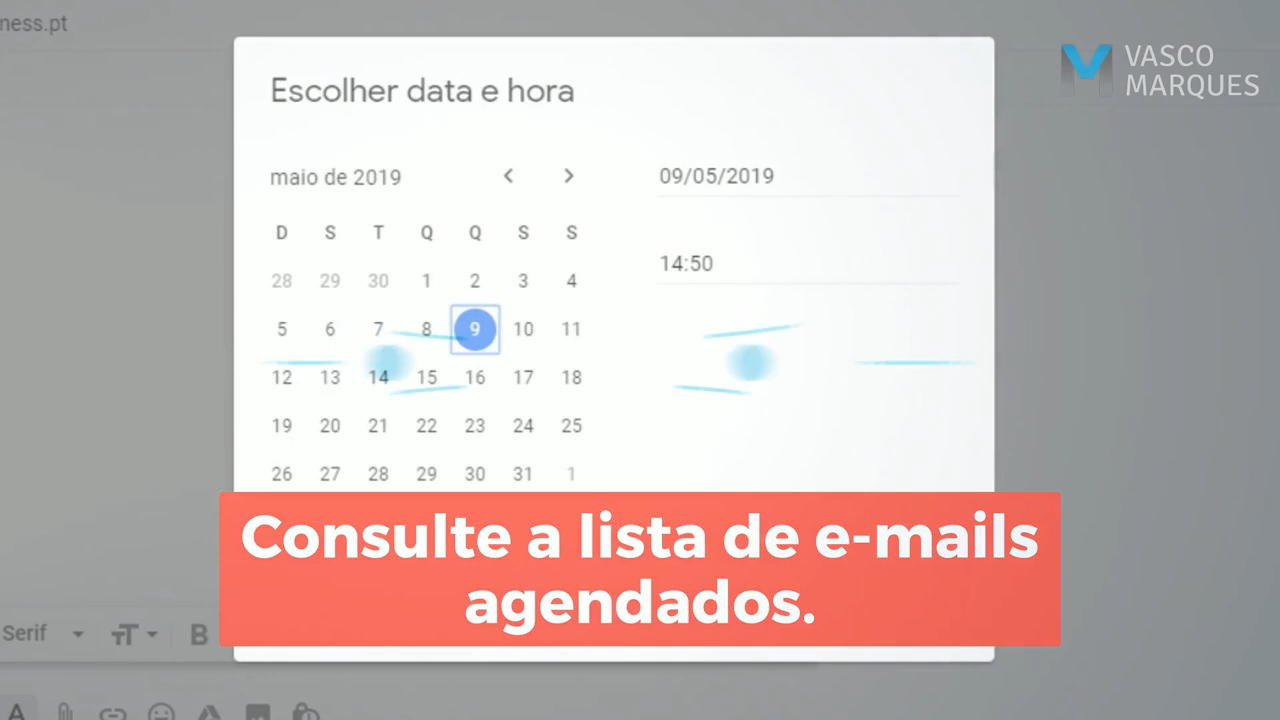 ness.pt
VASCO
MARQUES
Escolher data e hora
maio de 2019
09/05/2019
D S T Q Q S S
14:50
28 29 30 1 2 3 4
5 6 7 8 9 10 11
12 13 14 15 16 17 18
19 20 21 22 23 24 25
26 27 28 29 30 31 1
Consulte a lista de e-mails
agendados.
Serif
B
A